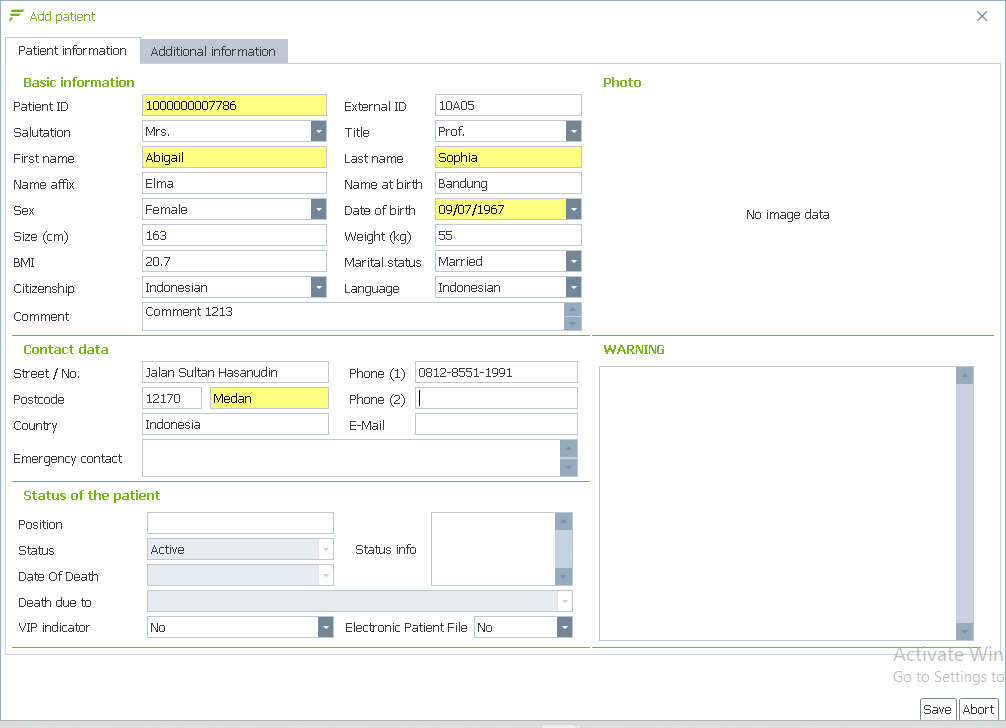 Add patient
Patient information Additional information
Basic information Photo
Patient ID 1000000007786 External ID 10A05
Salutation Mrs. Title Prof.
First name Abigail Last name Sophia
Name affix Elma Name at birth Bandung
Sex Female Date of birth 09/07/1967
No image data
Size (cm) 163 Weight (kg) 55
BMI 20.7 Marital status Married
Citizenship Indonesian Language Indonesian
Comment Comment 1213
Contact data WARNING
Street / No. Jalan Sultan Hasanudin Phone (1) 0812-8551-1991
Postcode 12170 Medan Phone (2)
Country Indonesia E-Mail
Emergency contact
Status of the patient
Position
Status Active Status info
Date Of Death
Death due to
VIP indicator No Electronic Patient File No
Activate Win
Go to Settings to
Save Abort